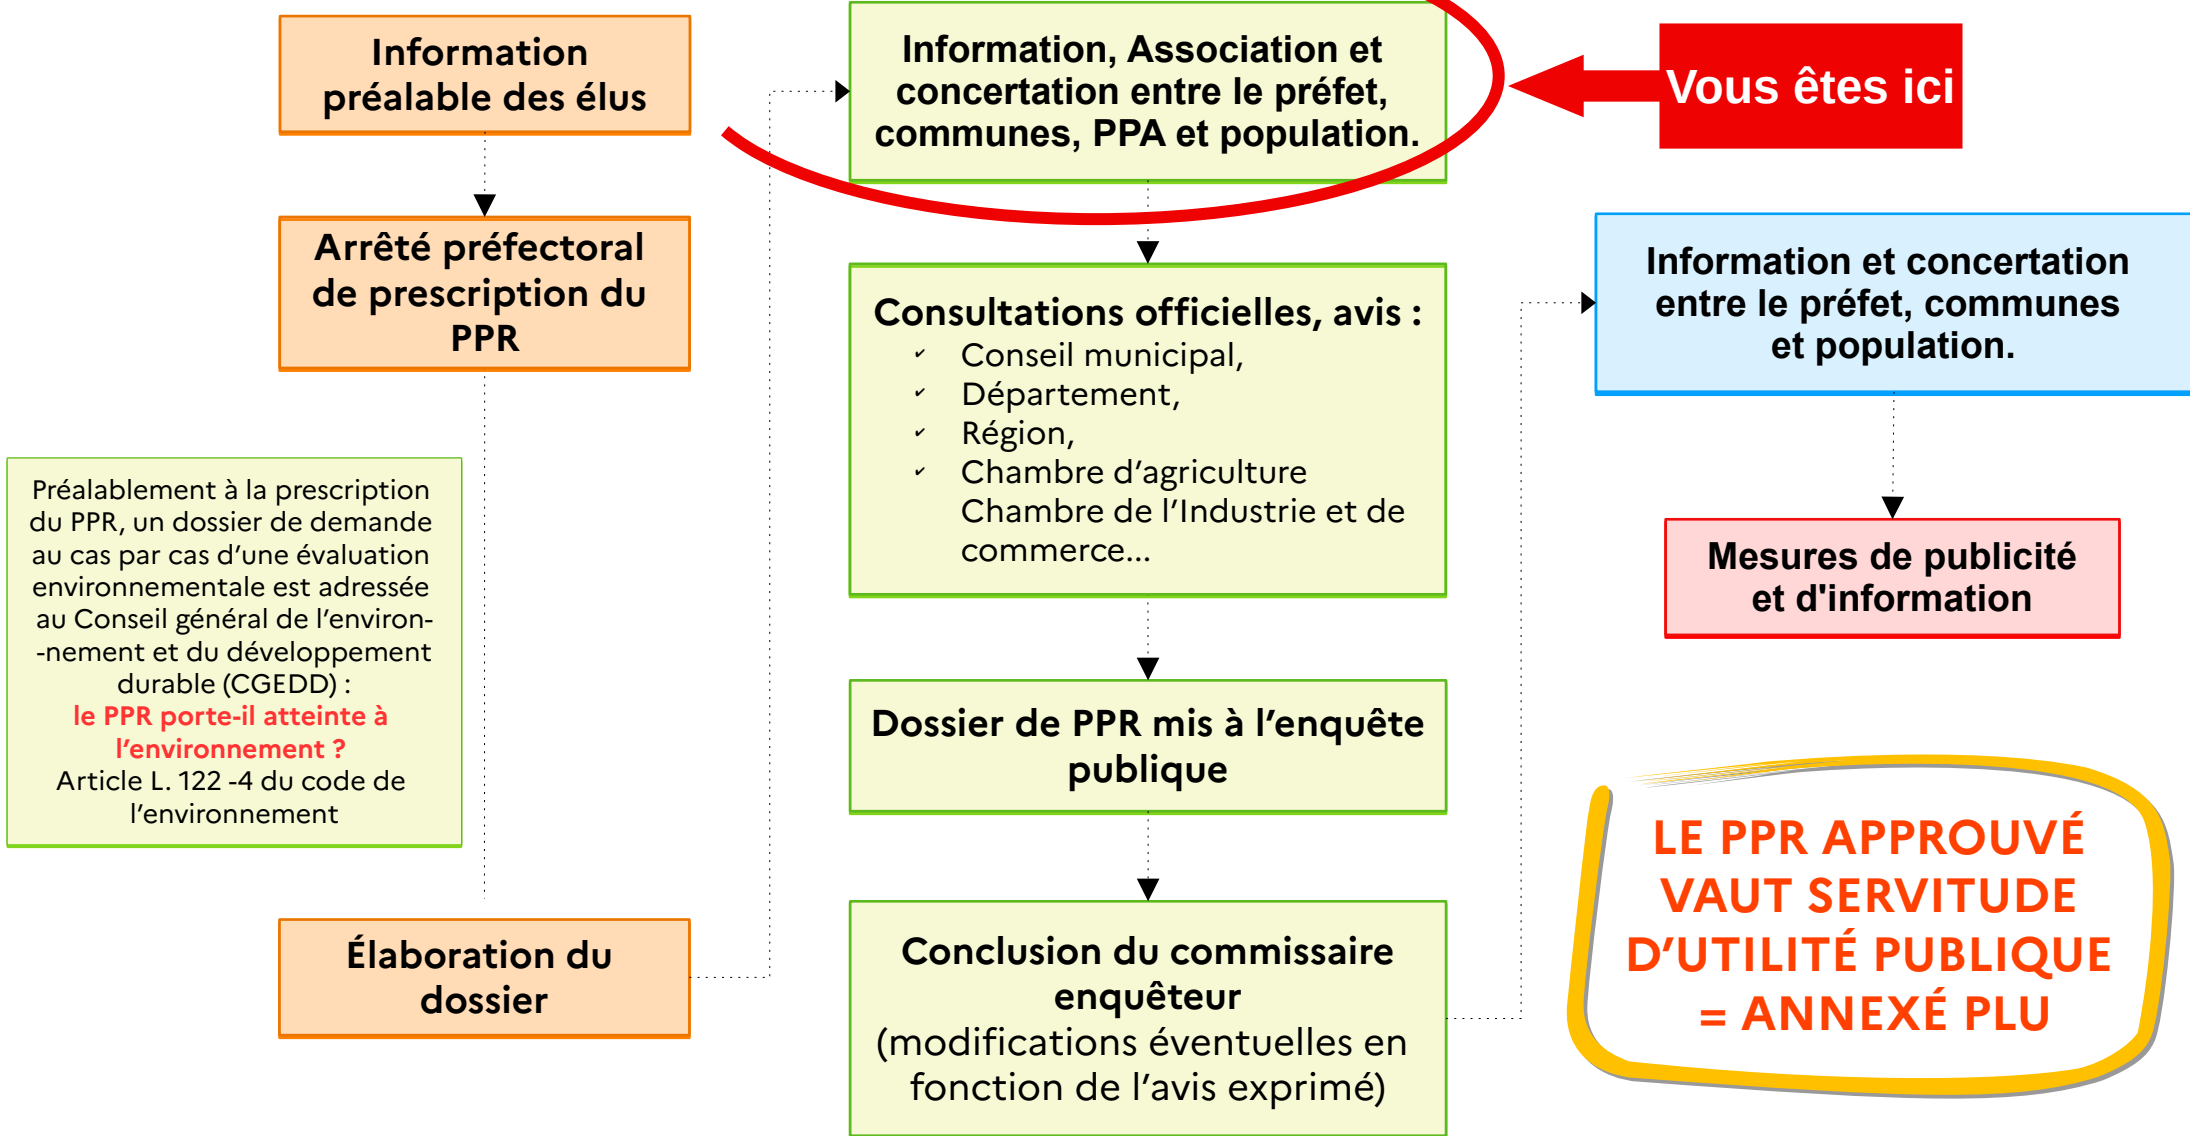 Information
préalable des élus
Arrêté préfectoral
de prescription du
PPR
Préalablement à la prescription
du PPR, un dossier de demande
au cas par cas d’une évaluation
environnementale est adressée
au Conseil général de l’environ-
-nement et du développement
durable (CGEDD) :
le PPR porte-il atteinte à
l’environnement ?
Article L. 122 -4 du code de
l’environnement
Élaboration du
dossier
Information, Association et
concertation entre le préfet,
communes, PPA et population.
Vous êtes ici
Consultations officielles, avis :
✓ Conseil municipal,
✓ Département,
✓ Région,
✓ Chambre d’agriculture
Chambre de l’Industrie et de
commerce...
Dossier de PPR mis à l’enquête
publique
Conclusion du commissaire
enquêteur
(modifications éventuelles en
fonction de l’avis exprimé)
Information et concertation
entre le préfet, communes
et population.
Mesures de publicité
et d'information
LE PPR APPROUVÉ
VAUT SERVITUDE
D’UTILITÉ PUBLIQUE
= ANNEXÉ PLU